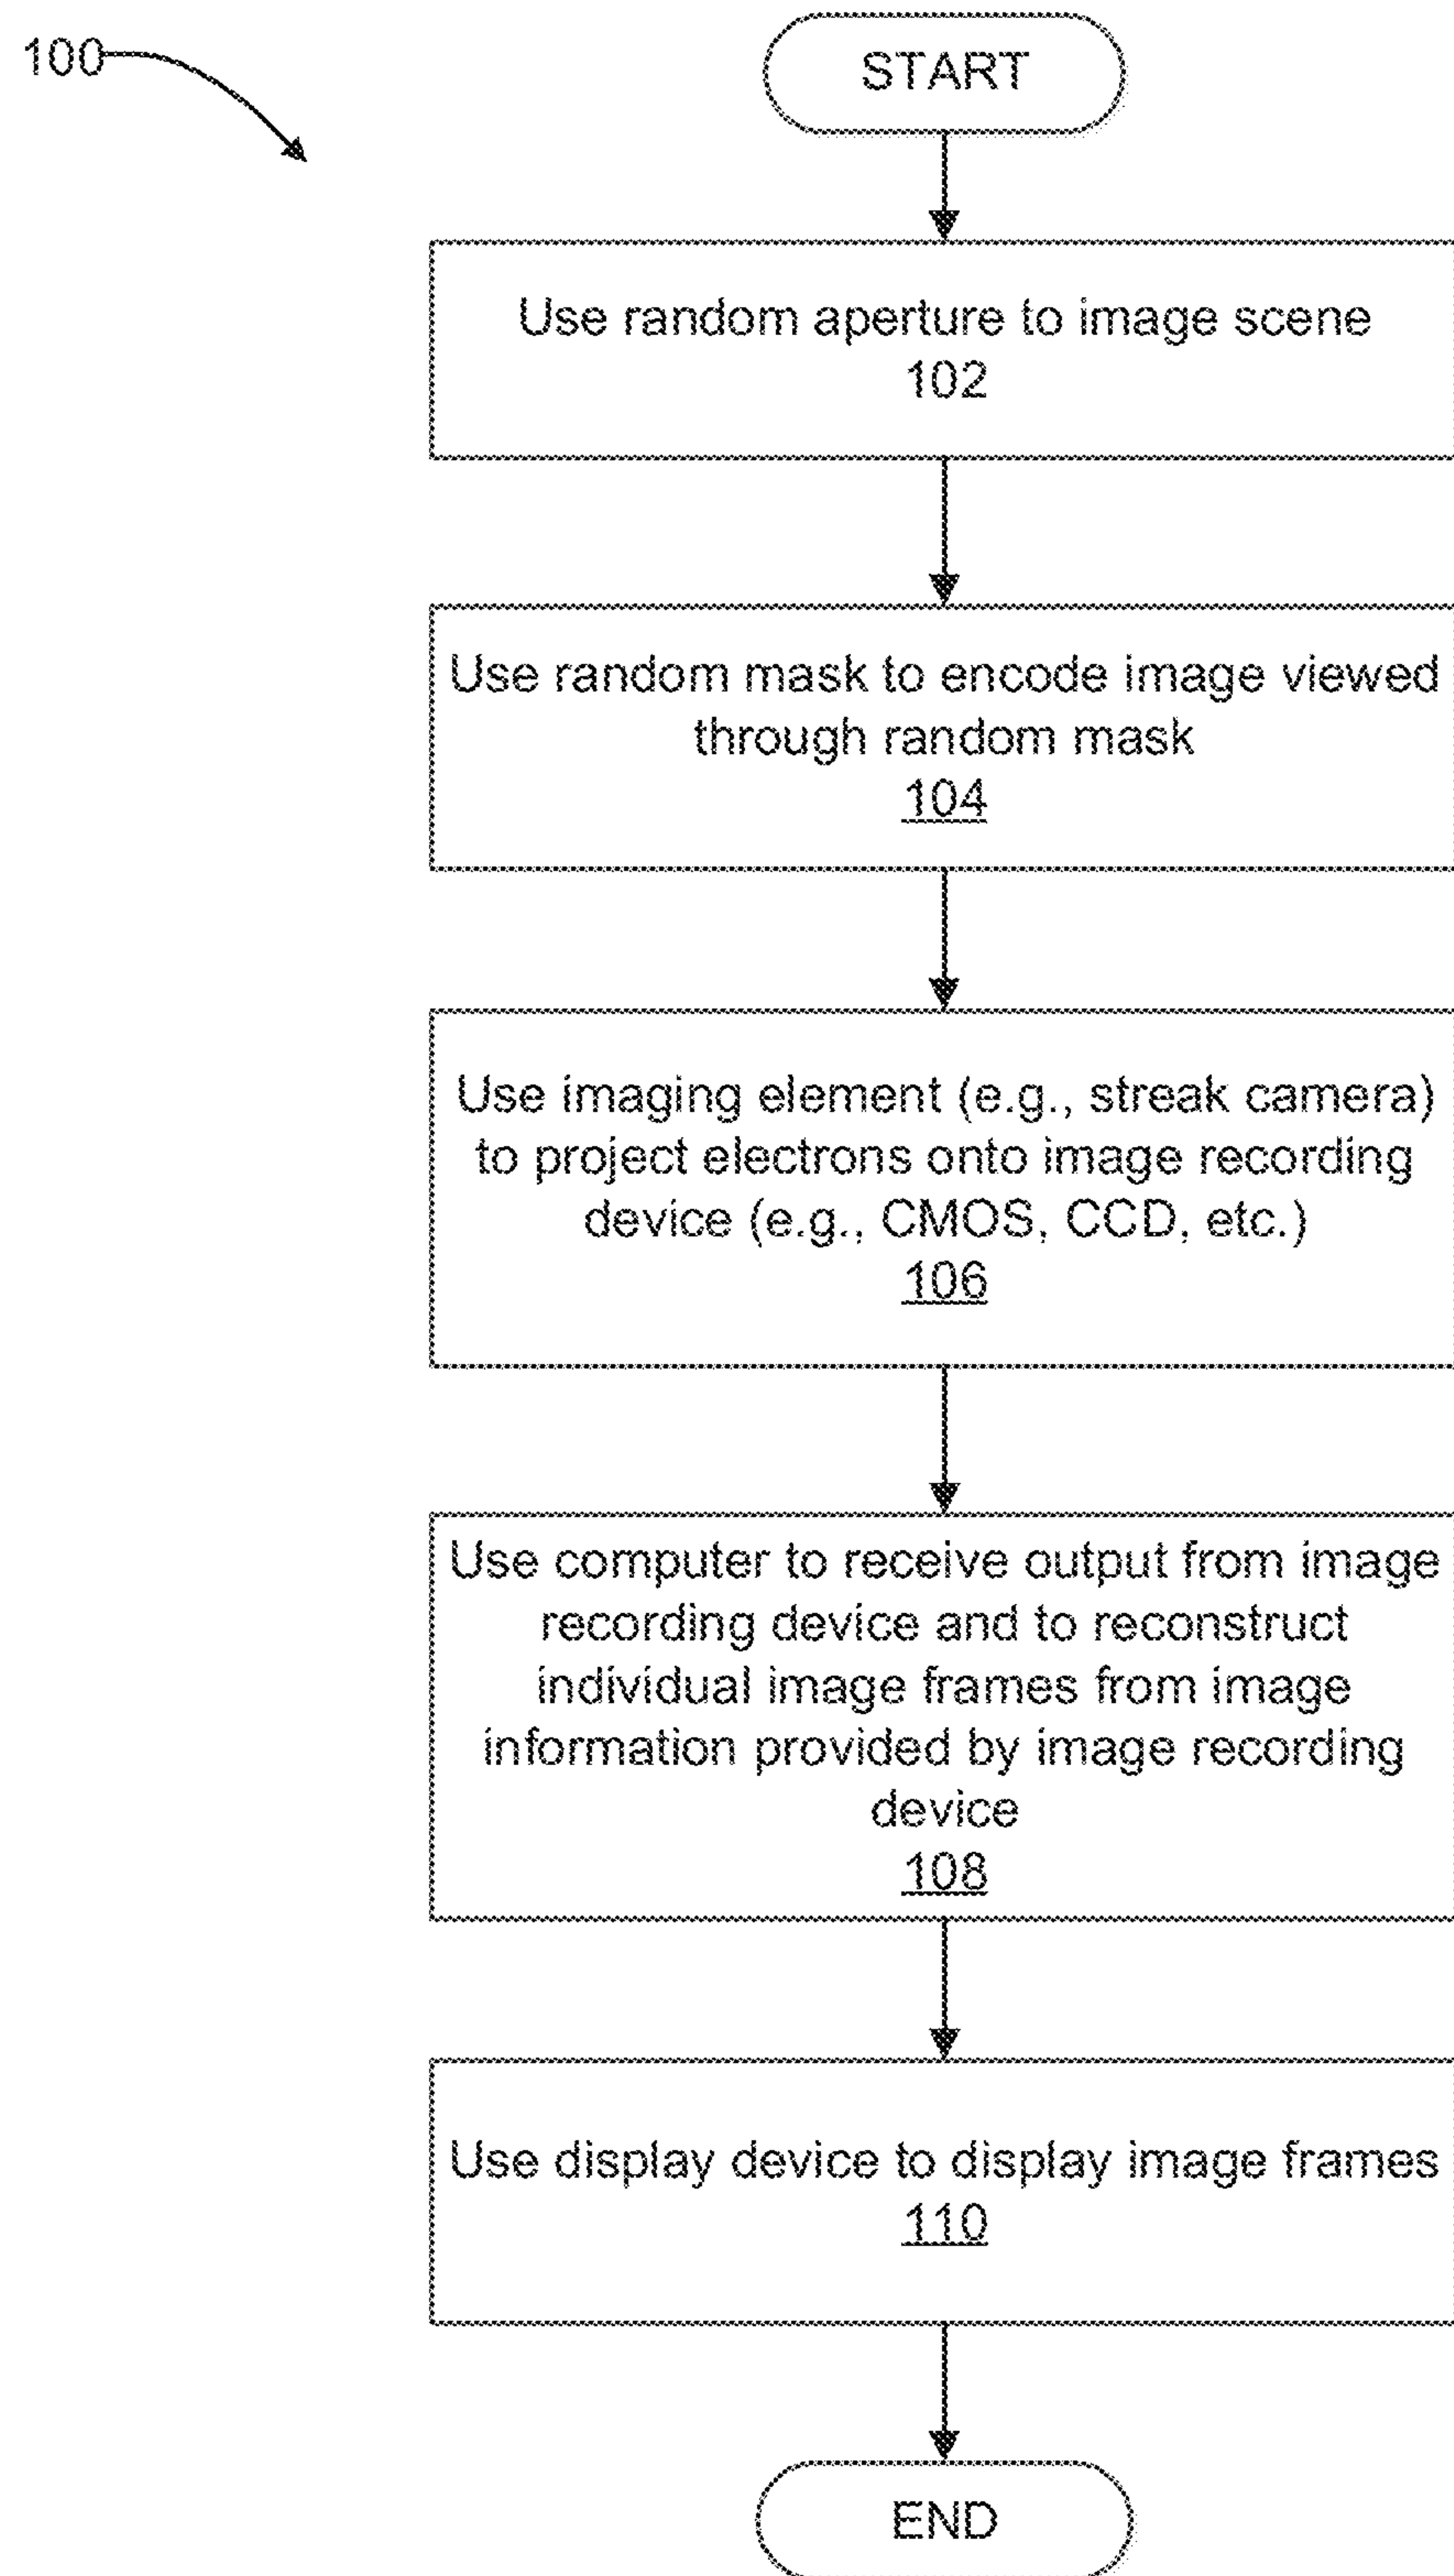 100
START
Use random aperture to image scene
102
Use random mask to encode image viewed
through random mask
104
Use imaging element (e.g., streak camera)
to project electrons onto image recording
device (e.g., CMOS, CCD, etc.)
106
Use computer to receive output from image
recording device and to reconstruct
individual image frames from image
information provided by image recording
device
108
Use display device to display image frames
110
END